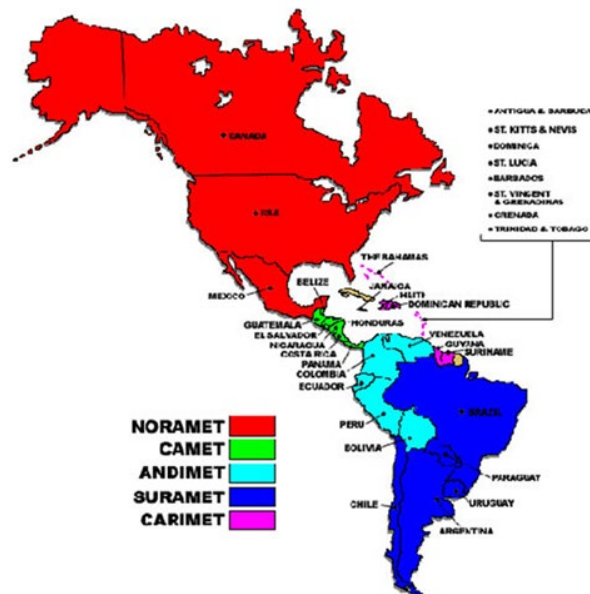 CANADA
ANTIGUA & BARBUDA
ST. KITTS & NEVIS
DOMINICA
ST. LUCIA
BARBADOS
ST. VINCENT
& GRENADINAS
GRENADA
TRINIDAD & TOBAGO
THE BAHAMAS
BELIZE
JAMAICA
HAITI
MEXICO
DOMINICAN REPUBLIC
GUATEMALA
HONDURAS
EL SALVADOR
VENEZUELA
NICARAGUA
GUYANA
COSTA RICA
SURINAME
PANAMA
COLOMBIA
ECUADOR
BRAZIL
NORAMET
PERU
CAMET
BOLIVIA
ANDIMET
PARAGUAY
SURAMET
CHILE
URUGUAY
CARIMET
ARGENTINA